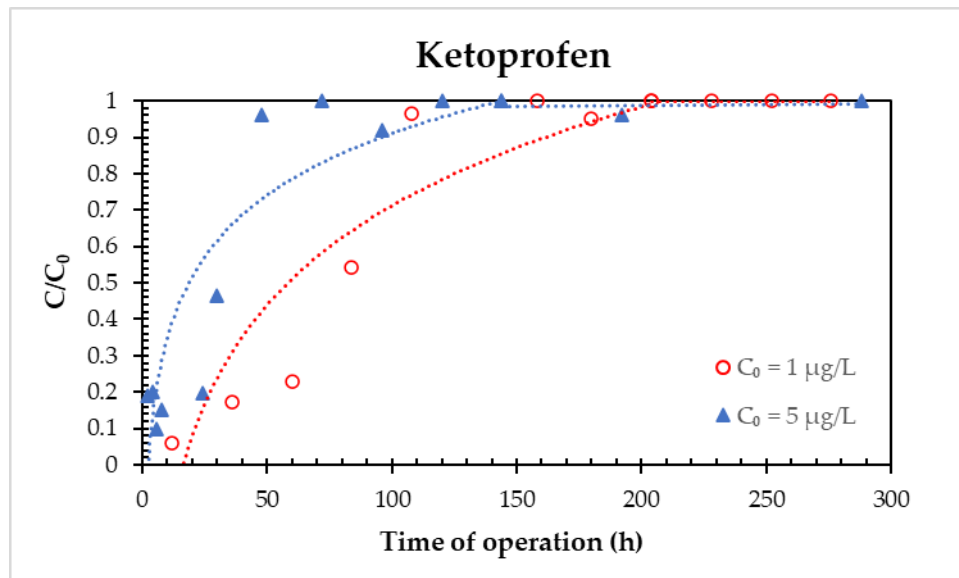 Ketoprofen
C/C₀
1
0.9
0.8
0.7
0.6
0.5
0.4
0.3
0.2
0.1
0
C₀ = 1 µg/L
C₀ = 5 µg/L
0 50 100 150 200 250 300
Time of operation (h)